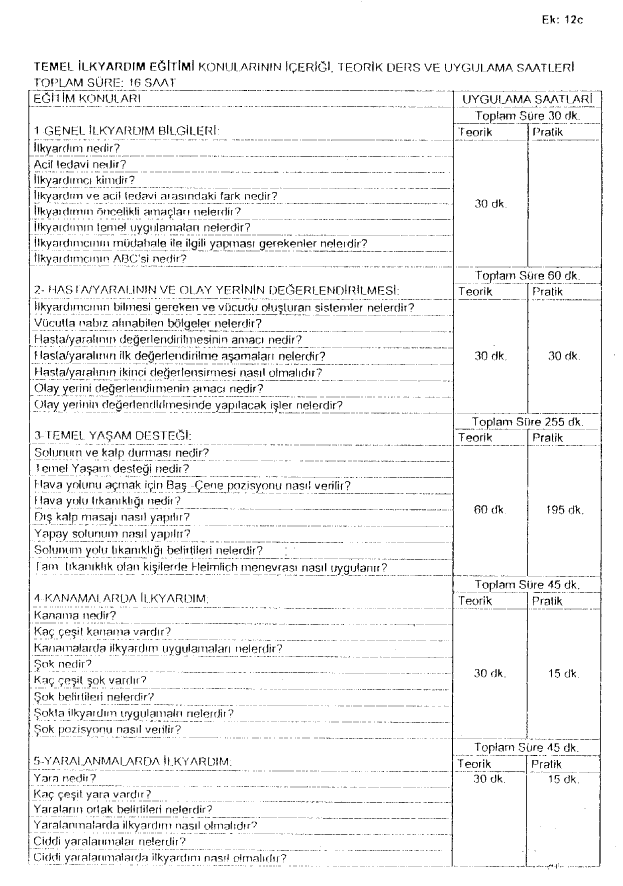 Ek: 12c
TEMEL İLKYARDIM EĞİTİMİ KONULARININ İÇERİĞİ, TEORİK DERS VE UYGULAMA SAATLERİ
TOPLAM SÜRE: 16 SAAT
EĞİTİM KONULARI UYGULAMA SAATLARİ
Toplam Süre 30 dk.
1-GENEL İLKYARDIM BİLGİLERİ: Teorik Pratik
İlkyardım nedir?
Acil tedavi nedir?
İlkyardımcı kimdir?
İlkyardım ve acil tedavi arasındaki fark nedir?
30 dk.
İlkyardımın öncelikli amaçları nelerdir?
İlkyardımın temel uygulamaları nelerdir?
İlkyardımcının müdahale ile ilgili yapması gerekenler nelerdir?
İlkyardımcının ABC'si nedir?
Toplam Süre 60 dk.
2- HASTA/YARALININ VE OLAY YERİNİN DEĞERLENDİRİLMESİ: Teorik Pratik
İlkyardımcının bilmesi gereken ve vücudu oluşturan sistemler nelerdir?
Vücutta nabız alınabilen bölgeler nelerdir?
Hasta/yaralının değerlendirilmesinin amacı nedir?
Hasta/yaralının ilk değerlendirilme aşamaları nelerdir? 30 dk. 30 dk.
Hasta/yaralının ikinci değerlensirmesi nasıl olmalıdır?
Olay yerini değerlendirmenin amacı nedir?
Olay yerinin değerlendildmesinde yapılacak işler nelerdir?
Toplam Süre 255 dk.
3-TEMEL YAŞAM DESTEĞİ: Teorik Pratik
Solunum ve kalp durması nedir?
Temel Yaşam desteği nedir?
Hava yolunu açmak için Baş -Çene pozisyonu nasıl verilir?
Hava yolu tıkanıklığı nedir?
60 dk. 195 dk.
Dış kalp masajı nasıl yapılır?
Yapay solunum nasıl yapılır?
Solunum yolu tıkanıklığı belirtileri nelerdir?
Tam tıkanıklık olan kişilerde Heimlich menevrası nasıl uygulanır?
Toplam Süre 45 dk.
4-KANAMALARDA İLKYARDIM: Teorik Pratik
Kanama nedir?
Kaç çeşit kanama vardır?
Kanamalarda ilkyardım uygulamaları nelerdir?
Şok nedir?
Kaç çeşit şok vardır? 30 dk. 15 dk.
Şok belirtileri nelerdir?
Şokta ilkyardım uygulamaları nelerdir?
Şok pozisyonu nasıl verilir?
Toplam Süre 45 dk.
5-YARALANMALARDA İLKYARDIM: Teorik Pratik
Yara nedir? 30 dk. 15 dk.
Kaç çeşit yara vardır?
Yaraların ortak belirtileri nelerdir?
Yaralanmalarda ilkyardım nasıl olmalıdır?
Ciddi yaralanmalar nelerdir?
Ciddi yaralanmalarda ilkyardım nasıl olmalıdır?